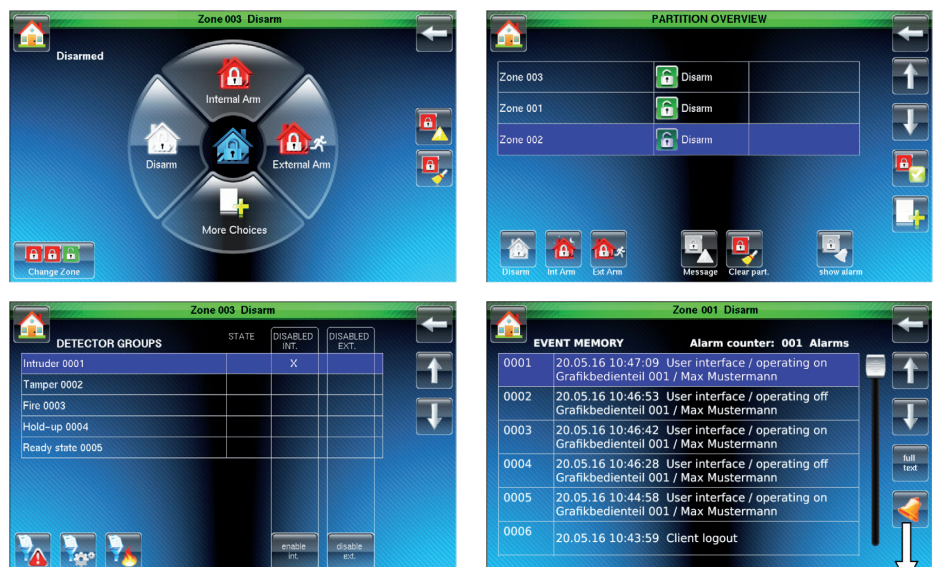 Zone 003 Disarm
Disarmed
Internal Arm
Disarm
External Arm
More Choices
Change Zone
PARTITION OVERVIEW
Zone 003 Disarm
Zone 001 Disarm
Zone 002 Disarm
Disarm Int Arm Ext Arm Message Clear part. show alarm
Zone 003 Disarm
DETECTOR GROUPS STATE DISABLED INT. DISABLED EXT.
Intruder 0001 X
Tamper 0002
Fire 0003
Hold-up 0004
Ready state 0005
enable int. disable ext.
Zone 001 Disarm
EVENT MEMORY Alarm counter: 001 Alarms
0001 20.05.16 10:47:09 User interface / operating on
Grafikbedienteil 001 / Max Mustermann
0002 20.05.16 10:46:53 User interface / operating off
Grafikbedienteil 001 / Max Mustermann
0003 20.05.16 10:46:42 User interface / operating on
Grafikbedienteil 001 / Max Mustermann
0004 20.05.16 10:46:28 User interface / operating off
Grafikbedienteil 001 / Max Mustermann
0005 20.05.16 10:44:58 User interface / operating on
Grafikbedienteil 001 / Max Mustermann
0006 20.05.16 10:43:59 Client logout
full
text